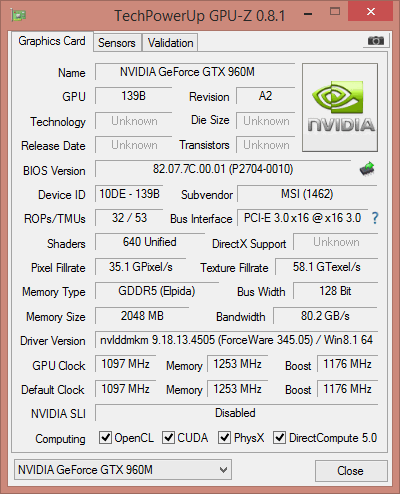 TechPowerUp GPU-Z 0.8.1
Graphics Card Sensors Validation
Name NVIDIA GeForce GTX 960M
GPU 139B Revision A2
Technology Unknown Die Size Unknown
Release Date Unknown Transistors Unknown
NVIDIA
BIOS Version 82.07.7C.00.01 (P2704-0010)
Device ID 10DE - 139B Subvendor MSI (1462)
ROPs/TMUs 32 / 53 Bus Interface PCI-E 3.0 x16 @ x16 3.0 ?
Shaders 640 Unified DirectX Support Unknown
Pixel Fillrate 35.1 GPixel/s Texture Fillrate 58.1 GTexel/s
Memory Type GDDR5 (Elpida) Bus Width 128 Bit
Memory Size 2048 MB Bandwidth 80.2 GB/s
Driver Version nvlddmkm 9.18.13.4505 (ForceWare 345.05) / Win8.1 64
GPU Clock 1097 MHz Memory 1253 MHz Boost 1176 MHz
Default Clock 1097 MHz Memory 1253 MHz Boost 1176 MHz
NVIDIA SLI Disabled
Computing OpenCL CUDA PhysX DirectCompute 5.0
NVIDIA GeForce GTX 960M Close